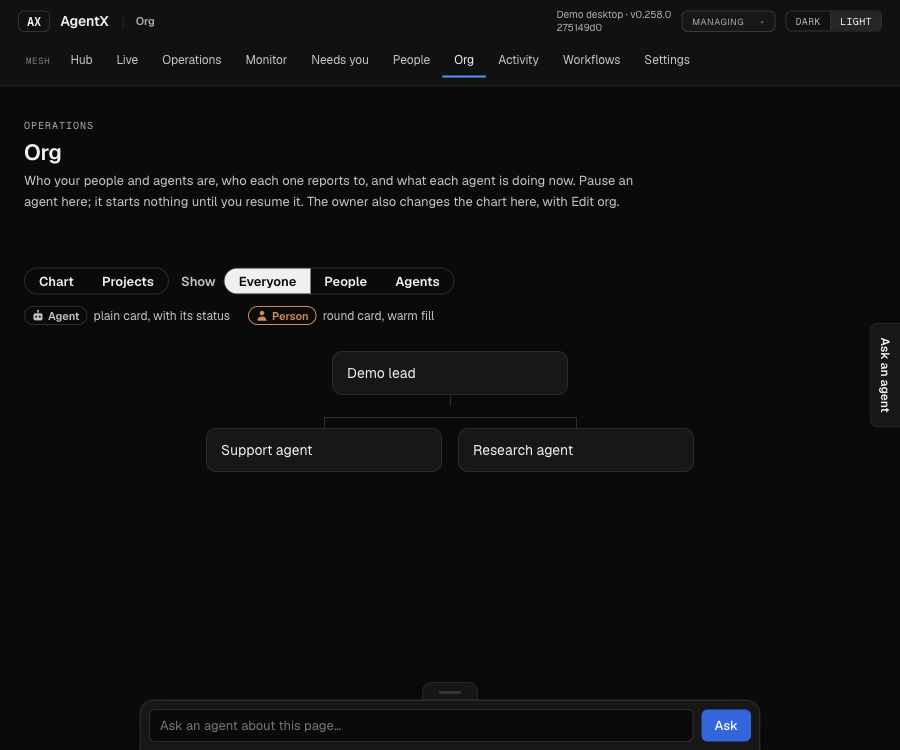 AX AgentX Org Demo desktop · v0.258.0 MANAGING DARK LIGHT
275149d0
MESH Hub Live Operations Monitor Needs you People Org Activity Workflows Settings
OPERATIONS
Org
Who your people and agents are, who each one reports to, and what each agent is doing now. Pause an
agent here; it starts nothing until you resume it. The owner also changes the chart here, with Edit org.
Chart Projects Show Everyone People Agents
Agent plain card, with its status Person round card, warm fill
Demo lead
Support agent Research agent
Ask an agent
Ask an agent about this page... Ask